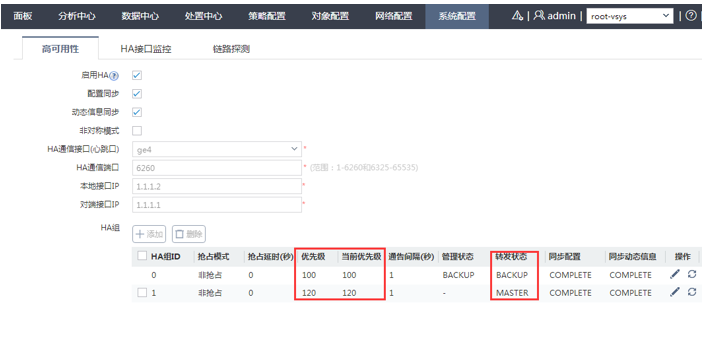 面板 分析中心 数据中心 处置中心 策略配置 对象配置 网络配置 系统配置 admin root-vsys
高可用性 HA接口监控 链路探测
启用HA
配置同步
动态信息同步
非对称模式
HA通信接口(心跳口) ge4 *
HA通信端口 6260 * (范围：1-6260和6325-65535)
本地接口IP 1.1.1.2 *
对端接口IP 1.1.1.1 *
HA组 添加 删除
HA组ID 抢占模式 抢占延时(秒) 优先级 当前优先级 通告间隔(秒) 管理状态 转发状态 同步配置 同步动态信息 操作
0 非抢占 0 100 100 1 BACKUP BACKUP COMPLETE COMPLETE
1 非抢占 0 120 120 1 - MASTER COMPLETE COMPLETE